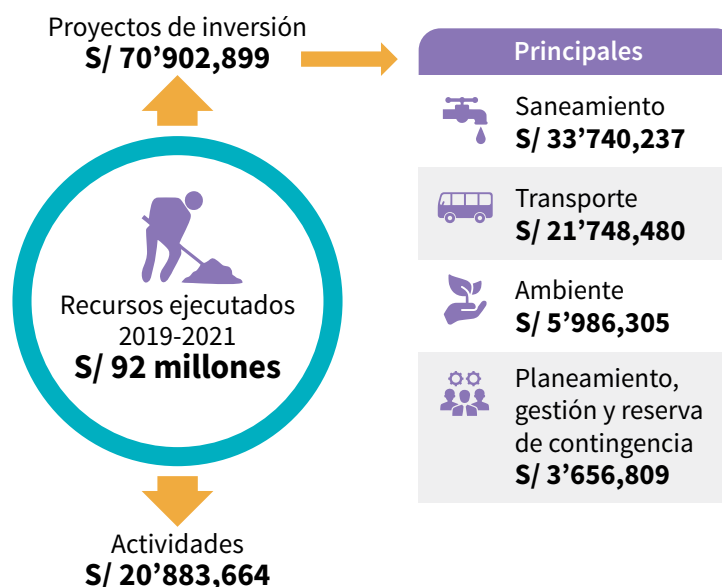 Proyectos de inversión
S/ 70’902,899
Principales
Saneamiento
S/ 33’740,237
Transporte
S/ 21’748,480
Ambiente
S/ 5’986,305
Planeamiento,
gestión y reserva
de contingencia
S/ 3’656,809
Recursos ejecutados
2019-2021
S/ 92 millones
Actividades
S/ 20’883,664